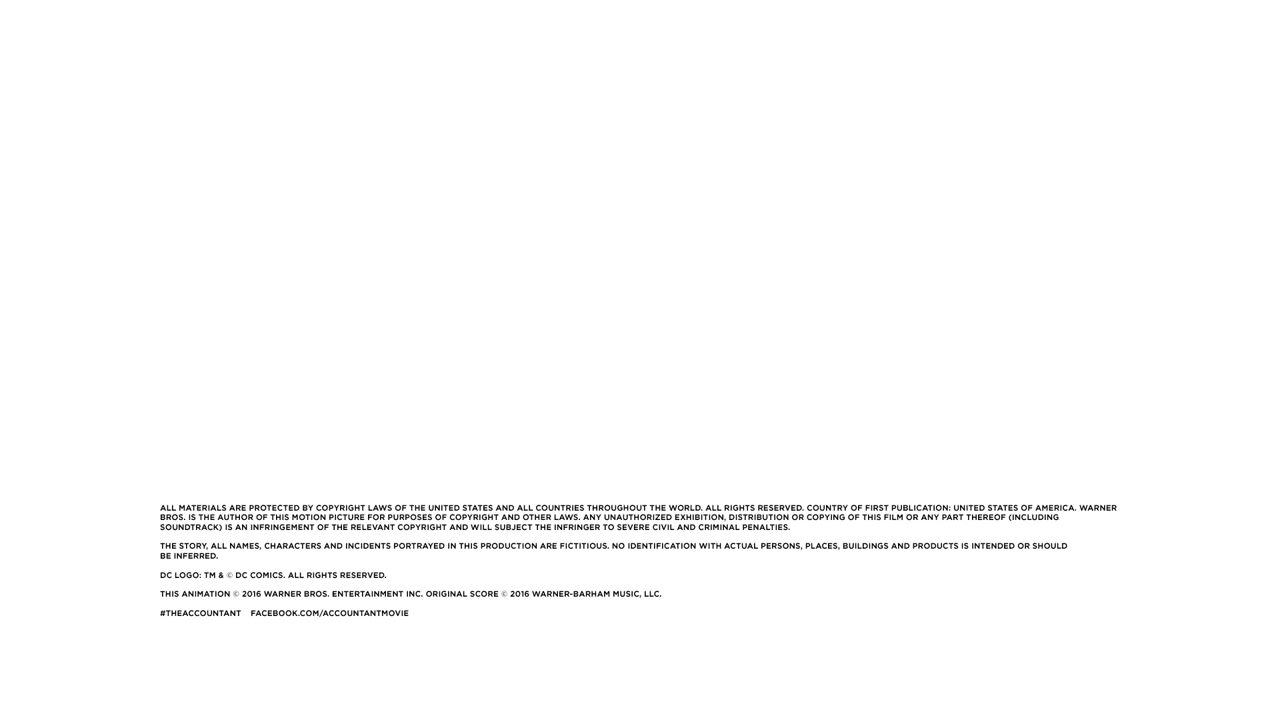 ALL MATERIALS ARE PROTECTED BY COPYRIGHT LAWS OF THE UNITED STATES AND ALL COUNTRIES THROUGHOUT THE WORLD. ALL RIGHTS RESERVED. COUNTRY OF FIRST PUBLICATION: UNITED STATES OF AMERICA. WARNER
BROS. IS THE AUTHOR OF THIS MOTION PICTURE FOR PURPOSES OF COPYRIGHT AND OTHER LAWS. ANY UNAUTHORIZED EXHIBITION, DISTRIBUTION OR COPYING OF THIS FILM OR ANY PART THEREOF (INCLUDING
SOUNDTRACK) IS AN INFRINGEMENT OF THE RELEVANT COPYRIGHT AND WILL SUBJECT THE INFRINGER TO SEVERE CIVIL AND CRIMINAL PENALTIES.
THE STORY, ALL NAMES, CHARACTERS AND INCIDENTS PORTRAYED IN THIS PRODUCTION ARE FICTITIOUS. NO IDENTIFICATION WITH ACTUAL PERSONS, PLACES, BUILDINGS AND PRODUCTS IS INTENDED OR SHOULD
BE INFERRED.
DC LOGO: TM & © DC COMICS. ALL RIGHTS RESERVED.
THIS ANIMATION © 2016 WARNER BROS. ENTERTAINMENT INC. ORIGINAL SCORE © 2016 WARNER-BARHAM MUSIC, LLC.
#THEACCOUNTANT FACEBOOK.COM/ACCOUNTANTMOVIE